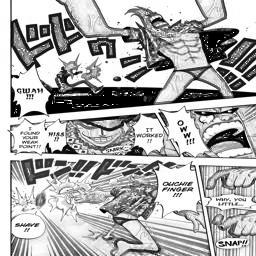 GWAH
!!!
OW
W
!!!
IT
WORKED
!!
HISS
!!
FOUND
YOUR
WEAK
POINT!!
WHY, YOU
LITTLE...
SNAP!!
OUCHIE
FINGER
!!!
SHAVE
!!